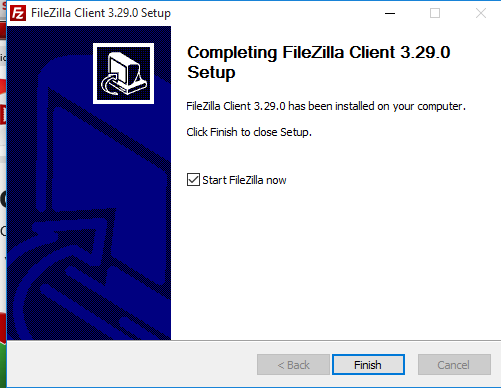 FileZilla Client 3.29.0 Setup
Completing FileZilla Client 3.29.0
Setup
FileZilla Client 3.29.0 has been installed on your computer.
Click Finish to close Setup.
Start FileZilla now
< Back
Finish
Cancel